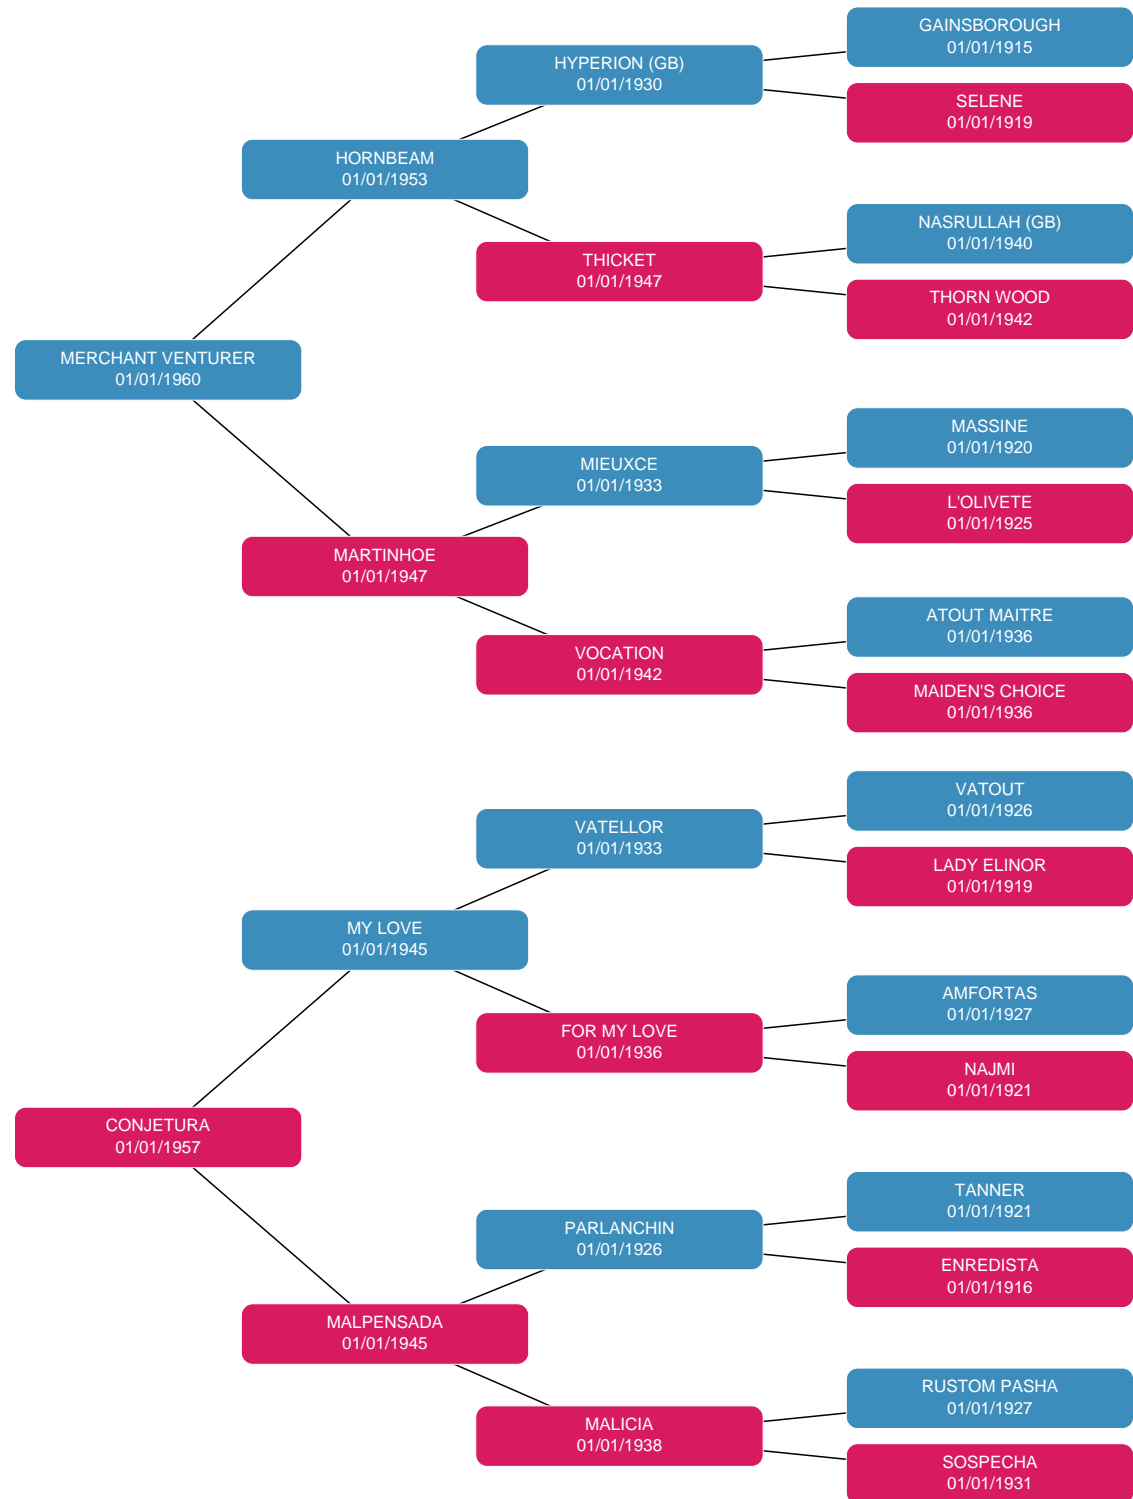 GAINSBOROUGH
01/01/1915
HYPERION (GB)
01/01/1930
SELENE
01/01/1919
HORNBEAM
01/01/1953
NASRULLAH (GB)
01/01/1940
THICKET
01/01/1947
THORN WOOD
01/01/1942
MERCHANT VENTURER
01/01/1960
MASSINE
01/01/1920
MIEUXCE
01/01/1933
L'OLIVETE
01/01/1925
MARTINHOE
01/01/1947
ATOUT MAITRE
01/01/1936
VOCATION
01/01/1942
MAIDEN'S CHOICE
01/01/1936
VATOUT
01/01/1926
VATELLOR
01/01/1933
LADY ELINOR
01/01/1919
MY LOVE
01/01/1945
AMFORTAS
01/01/1927
FOR MY LOVE
01/01/1936
NAJMI
01/01/1921
CONJETURA
01/01/1957
TANNER
01/01/1921
PARLANCHIN
01/01/1926
ENREDISTA
01/01/1916
MALPENSADA
01/01/1945
RUSTOM PASHA
01/01/1927
MALICIA
01/01/1938
SOSPECHA
01/01/1931